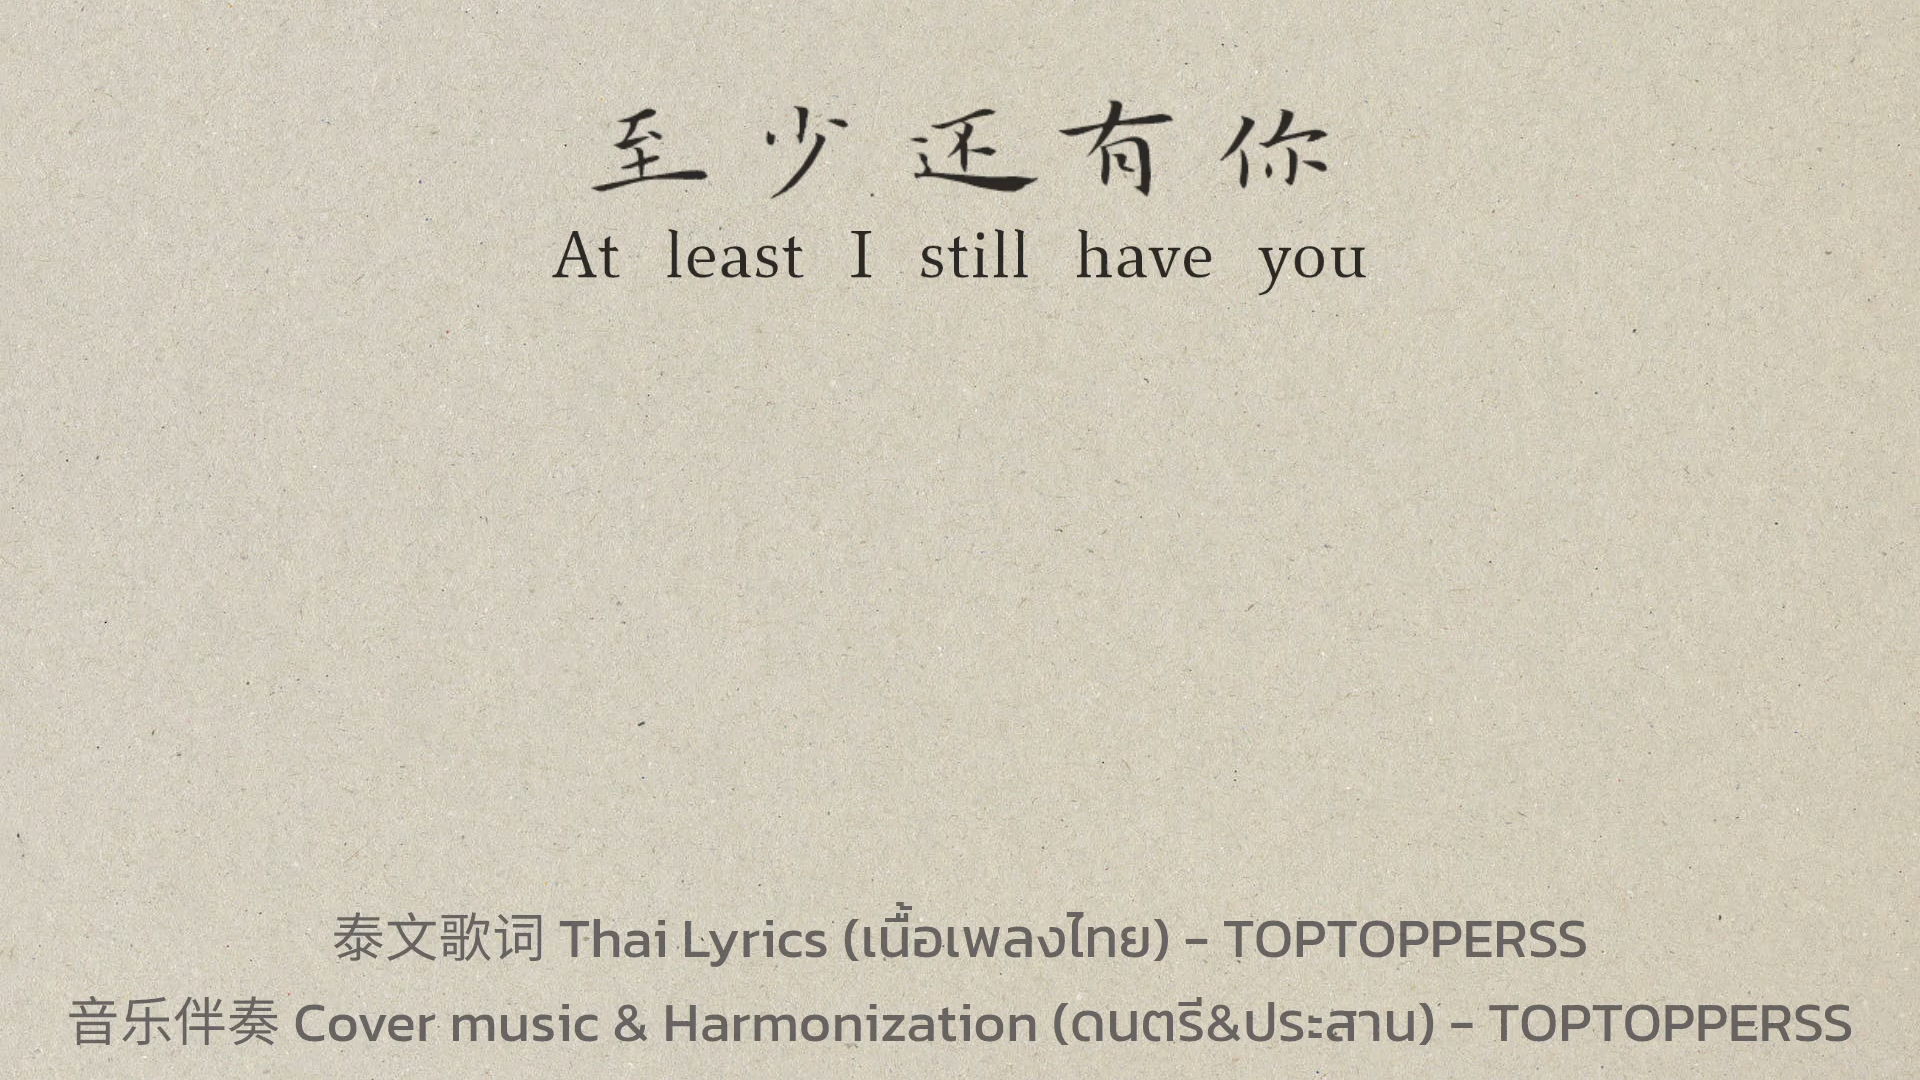 至少还有你
At least I still have you
泰文歌词 Thai Lyrics (เนื้อเพลงไทย) - TOPTOPPERSS
音乐伴奏 Cover music & Harmonization (ดนตรี&ประสาน) - TOPTOPPERSS